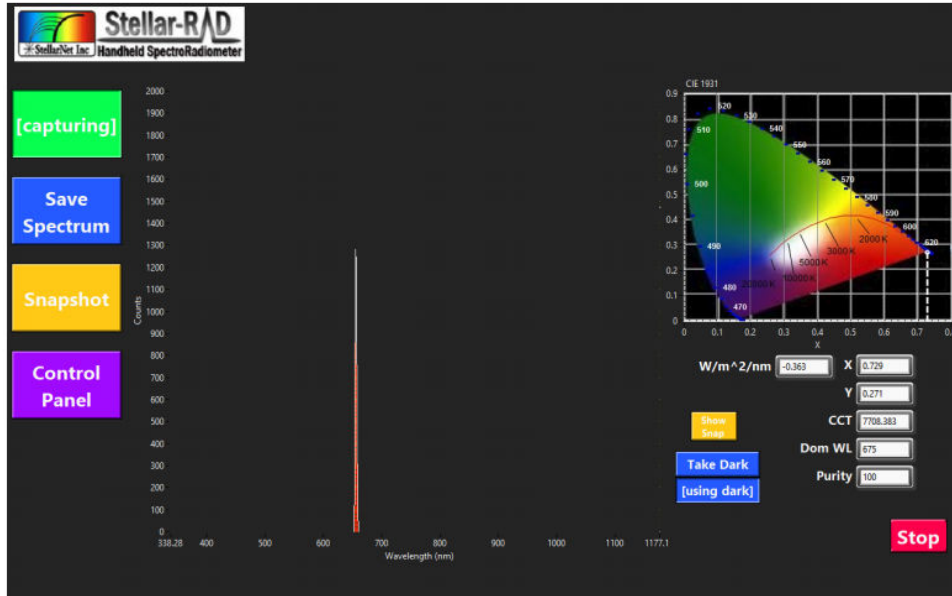 Stellar-RAD
StellarNet Inc
Handheld SpectroRadiometer
[capturing]
Save
Spectrum
Snapshot
Control
Panel
2000
1900
1800
1700
1600
1500
1400
1300
1200
1100
1000
900
800
700
600
500
400
300
200
100
0
Counts
338.28 400 500 600 700 800 900 1000 1100 1177.1
Wavelength (nm)
CIE 1931
0.9
0.8
0.7
0.6
0.5
0.4
0.3
0.2
0.1
0
520
530
510
540
550
560
570
500
580
590
600
620
490
2000K
3000K
5000K
10000K
480
470
0 0.1 0.2 0.3 0.4 0.5 0.6 0.7
X
W/m^2/nm -0.363 X 0.729
Y 0.271
Show
Snap
CCT 7708.383
Take Dark
Dom WL 675
[using dark]
Purity 100
Stop